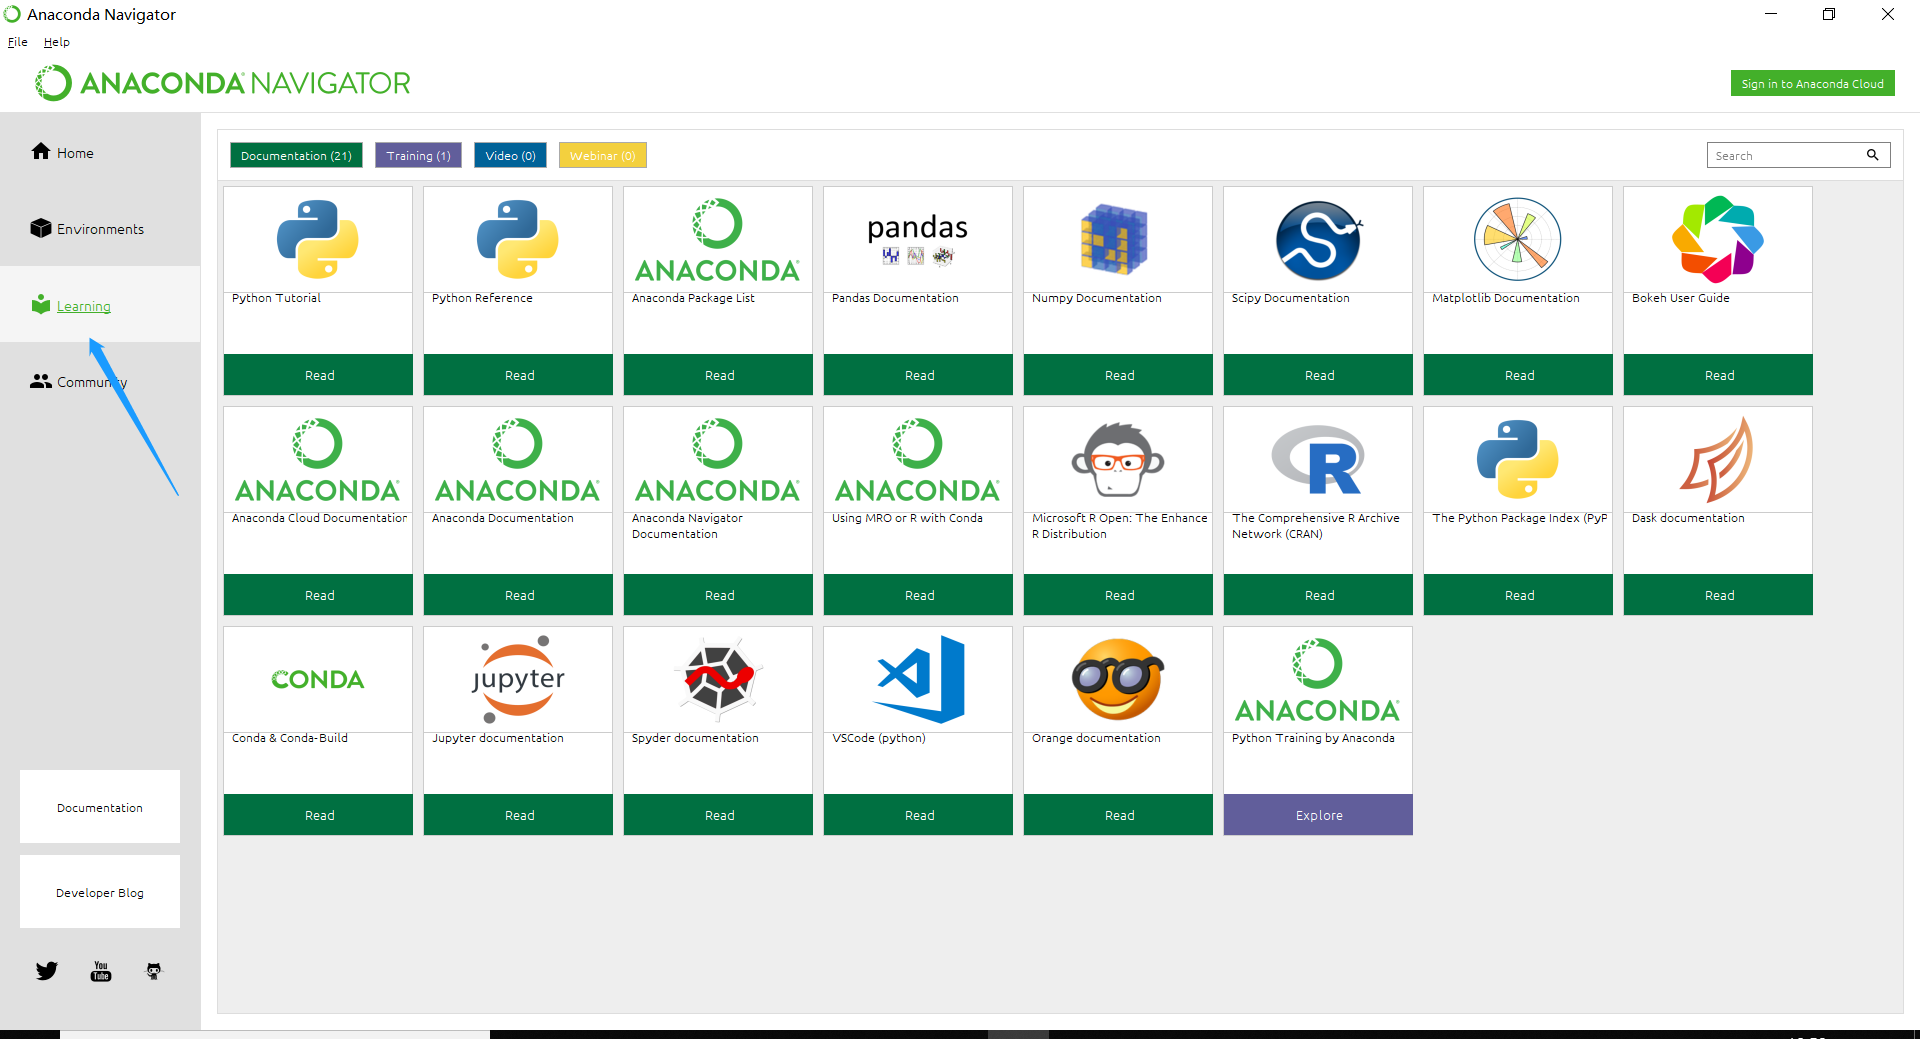 Anaconda Navigator
File Help
ANACONDA NAVIGATOR
Sign in to Anaconda Cloud
Home
Environments
Learning
Community
Documentation
Developer Blog
You
Tube
Documentation (21) Training (1) Video (0) Webinar (0)
Search
pandas
ANACONDA
Python Tutorial
Python Reference
Anaconda Package List
Pandas Documentation
Numpy Documentation
Scipy Documentation
Matplotlib Documentation
Bokeh User Guide
Read Read Read Read Read Read Read Read
ANACONDA ANACONDA ANACONDA ANACONDA
R
Anaconda Cloud Documentation
Anaconda Documentation
Anaconda Navigator
Documentation
Using MRO or R with Conda
Microsoft R Open: The Enhance
R Distribution
The Comprehensive R Archive
Network (CRAN)
The Python Package Index (PyP
Dask documentation
Read Read Read Read Read Read Read Read
CONDA
jupyter
ANACONDA
Conda & Conda-Build
Jupyter documentation
Spyder documentation
VSCode (python)
Orange documentation
Python Training by Anaconda
Read Read Read Read Read Explore